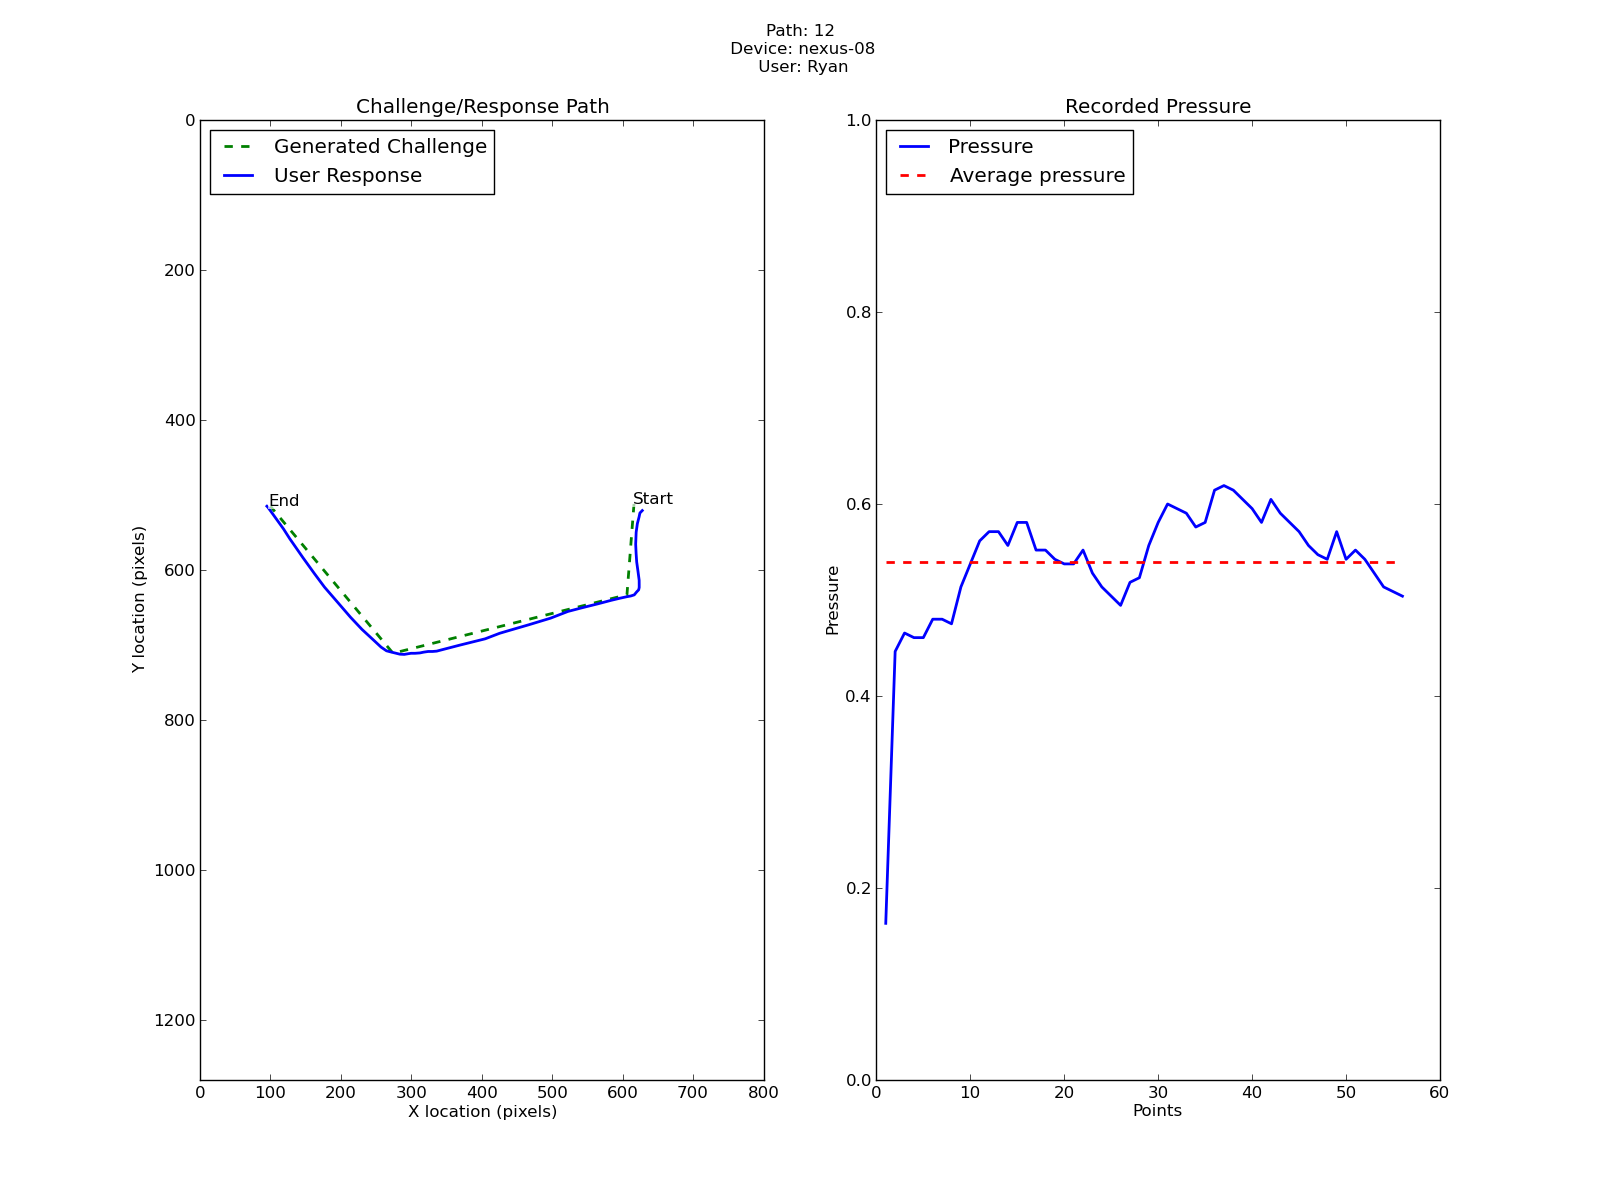 Path: 12
Device: nexus-08
User: Ryan
Challenge/Response Path
Generated Challenge
User Response
0
200
400
600
800
1000
1200
Y location (pixels)
End
Start
0 100 200 300 400 500 600 700 800
X location (pixels)
Recorded Pressure
Pressure
Average pressure
1.0
0.8
0.6
0.4
0.2
0.0
Pressure
0 10 20 30 40 50 60
Points